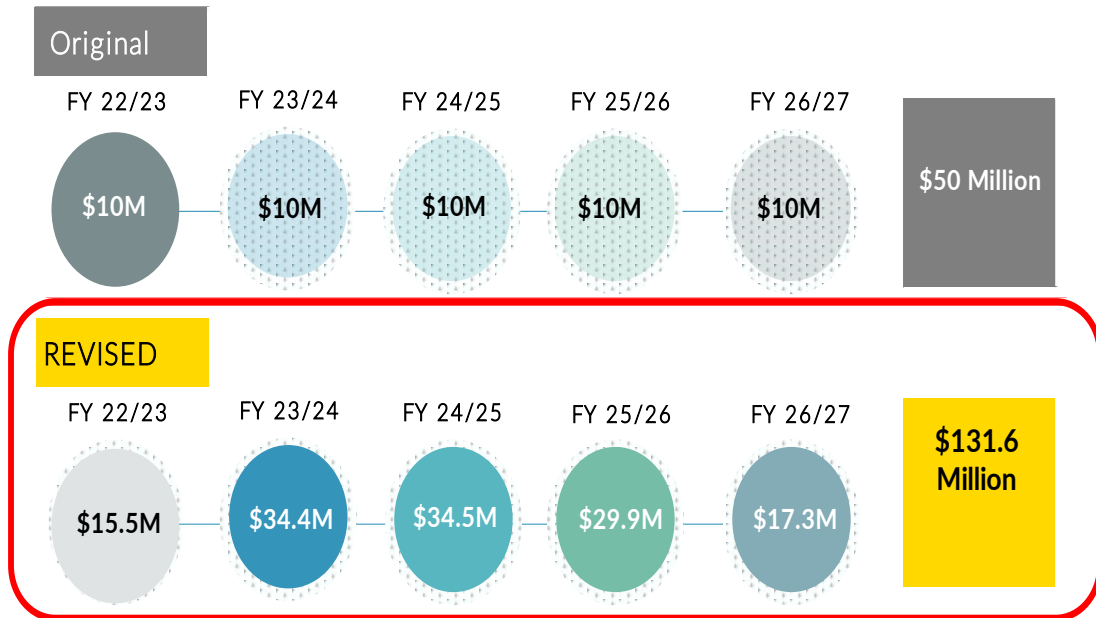 Original
FY 22/23
FY 23/24
FY 24/25
FY 25/26
FY 26/27
$10M
$10M
$10M
$10M
$10M
$50 Million
REVISED
FY 22/23
FY 23/24
FY 24/25
FY 25/26
FY 26/27
$15.5M
$34.4M
$34.5M
$29.9M
$17.3M
$131.6
Million